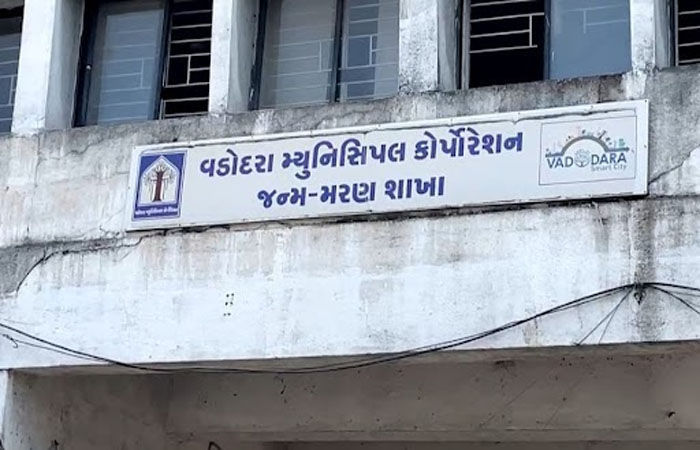 વડોદરા મ્યુનિસિપલ કોર્પોરેશન
જન્મ-મરણ શાખા
VADODARA
Smart City